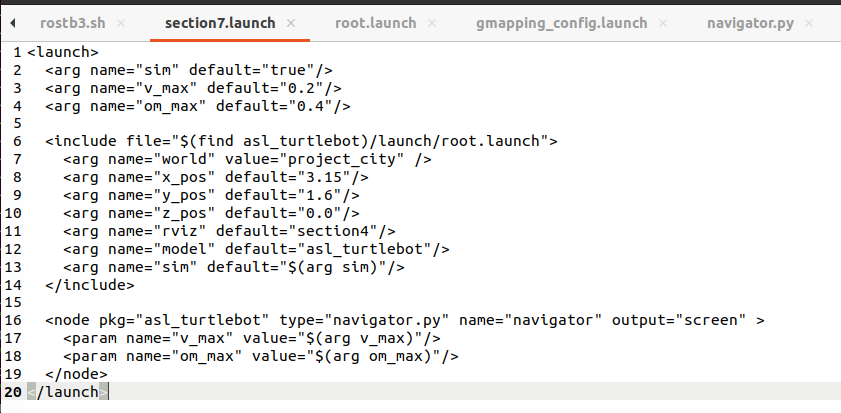 rostb3.sh × section7.launch × root.launch × gmapping_config.launch × navigator.py ×
1 <launch>
2   <arg name="sim" default="true"/>
3   <arg name="v_max" default="0.2"/>
4   <arg name="om_max" default="0.4"/>
5
6   <include file="$(find asl_turtlebot)/launch/root.launch">
7     <arg name="world" value="project_city" />
8     <arg name="x_pos" default="3.15"/>
9     <arg name="y_pos" default="1.6"/>
10     <arg name="z_pos" default="0.0"/>
11     <arg name="rviz" default="section4"/>
12     <arg name="model" default="asl_turtlebot"/>
13     <arg name="sim" default="$(arg sim)"/>
14   </include>
15
16   <node pkg="asl_turtlebot" type="navigator.py" name="navigator" output="screen" >
17     <param name="v_max" value="$(arg v_max)"/>
18     <param name="om_max" value="$(arg om_max)"/>
19   </node>
20 </launch>